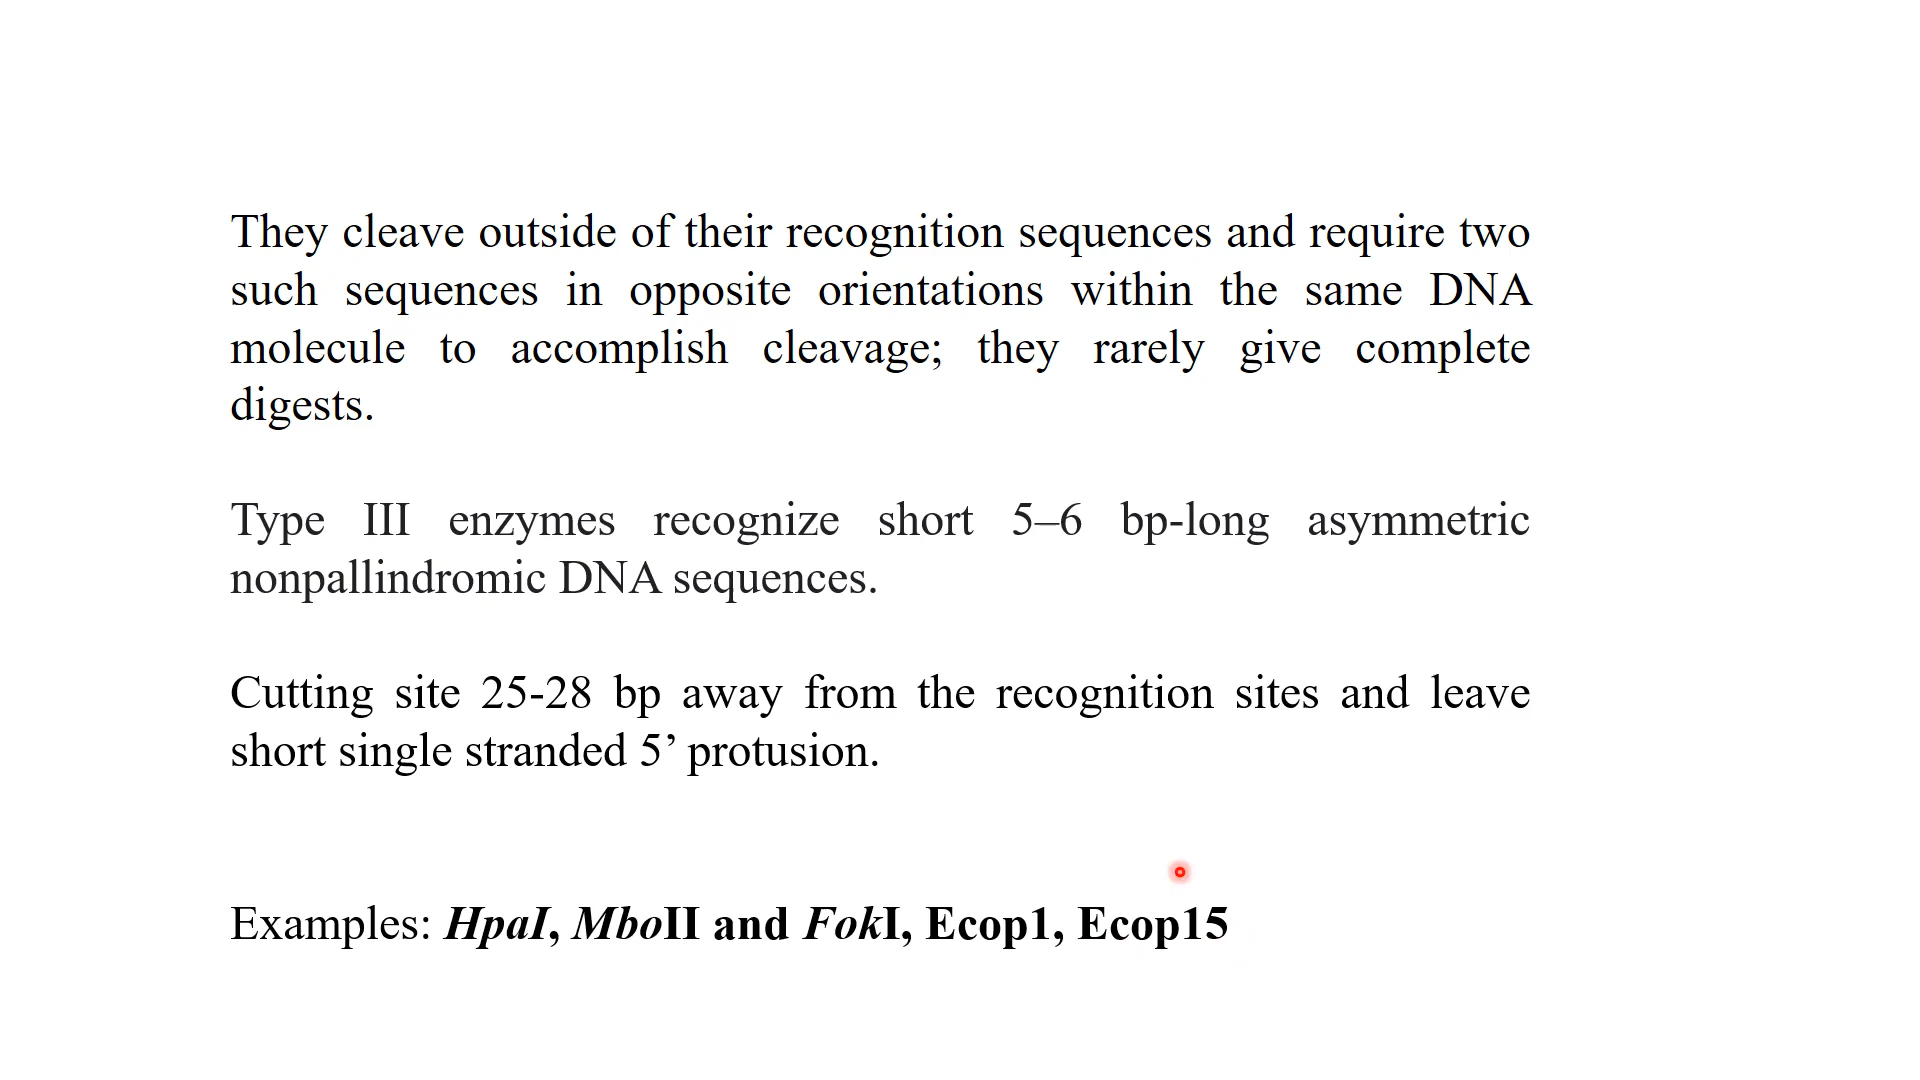 They cleave outside of their recognition sequences and require two
such sequences in opposite orientations within the same DNA
molecule to accomplish cleavage; they rarely give complete
digests.
Type III enzymes recognize short 5–6 bp-long asymmetric
nonpallindromic DNA sequences.
Cutting site 25-28 bp away from the recognition sites and leave
short single stranded 5’ protusion.
Examples: HpaI, MboII and FokI, Ecop1, Ecop15